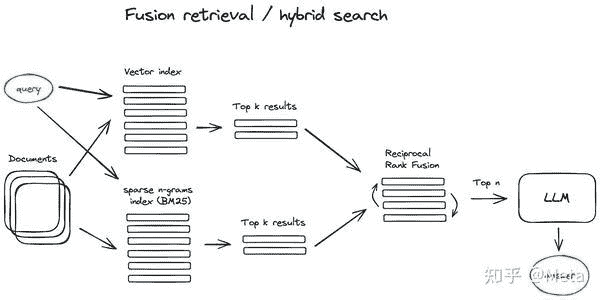 Fusion retrieval / hybrid search
query
Vector index
Top k results
Documents
sparse n-grams
index (BM25)
Top k results
Reciprocal
Rank Fusion
Top n
LLM
answer
知乎 @Meta